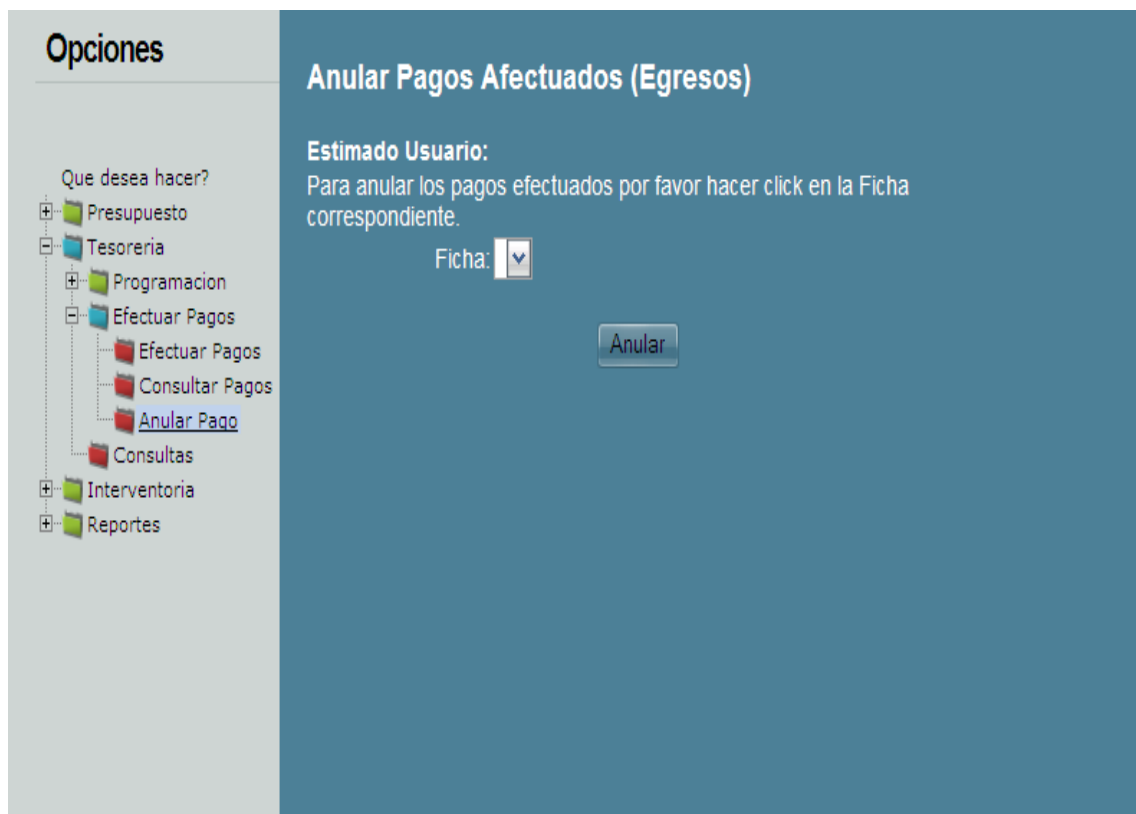 Opciones
Que desea hacer?
Presupuesto
Tesoreria
Programacion
Efectuar Pagos
Efectuar Pagos
Consultar Pagos
Anular Pago
Consultas
Interventoria
Reportes
Anular Pagos Afectuados (Egresos)
Estimado Usuario:
Para anular los pagos efectuados por favor hacer click en la Ficha
correspondiente.
Ficha:
Anular